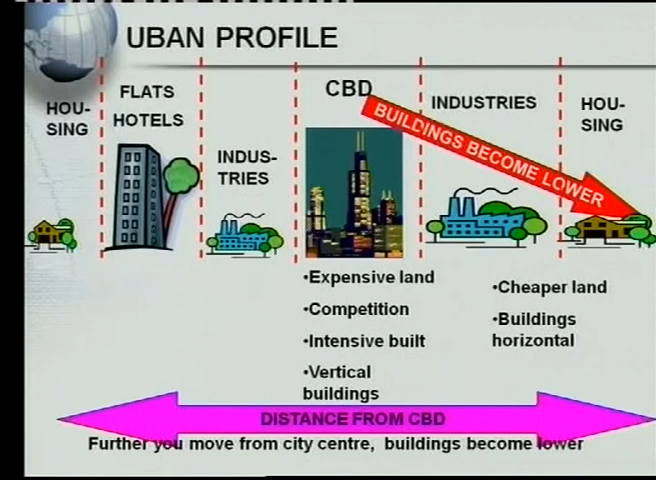 UBAN PROFILE
HOU-
SING
FLATS
HOTELS
INDUS-
TRIES
CBD
INDUSTRIES
HOU-
SING
BUILDINGS BECOME LOWER
•Expensive land
•Competition
•Intensive built
•Vertical
buildings
•Cheaper land
•Buildings
horizontal
DISTANCE FROM CBD
Further you move from city centre, buildings become lower